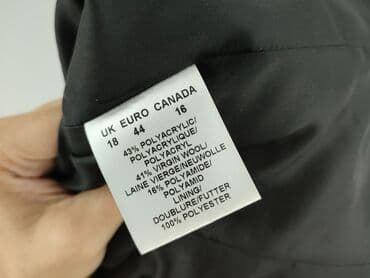 UK EURO CANADA
18 44 16
43% POLYACRYLIC/
POLYACRYLIQUE/
POLYACRYL
41% VIRGIN WOOL/
LAINE VIERGE/NEUWOLLE
16% POLYAMIDE/
POLYAMID
LINING/
DOUBLURE/FUTTER
100% POLYESTER